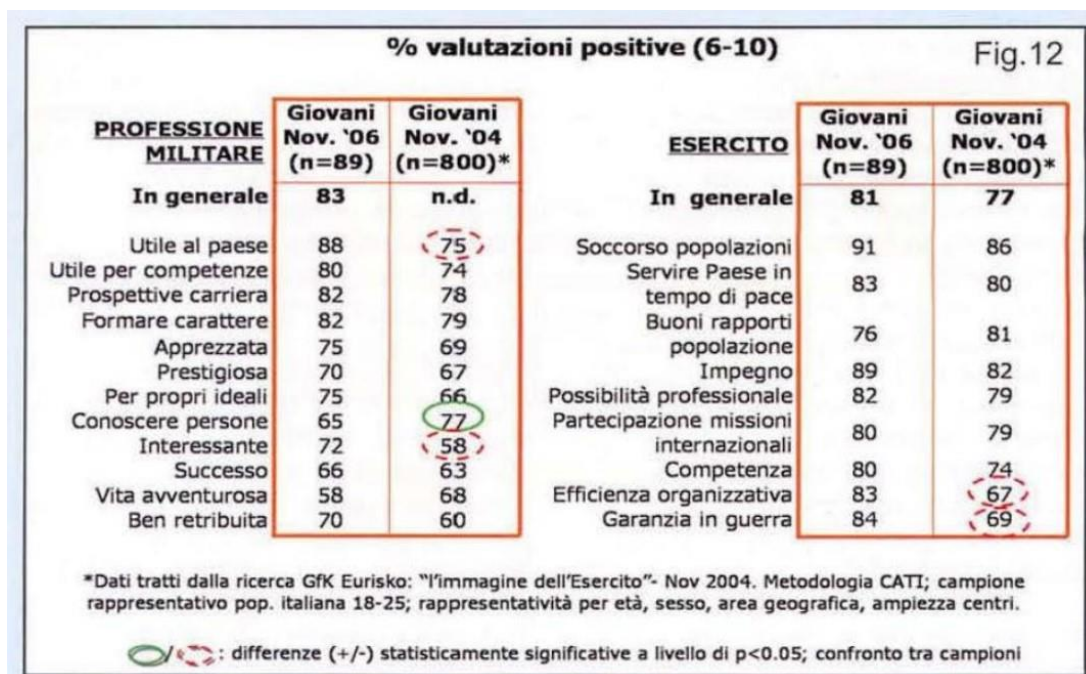 % valutazioni positive (6-10)
Fig.12
PROFESSIONE MILITARE Giovani Nov. '06 (n=89) Giovani Nov. '04 (n=800)*
In generale 83 n.d.
Utile al paese 88 75
Utile per competenze 80 74
Prospettive carriera 82 78
Formare carattere 82 79
Apprezzata 75 69
Prestigiosa 70 67
Per propri ideali 75 66
Conoscere persone 65 77
Interessante 72 58
Successo 66 63
Vita avventurosa 58 68
Ben retribuita 70 60
ESERCITO Giovani Nov. '06 (n=89) Giovani Nov. '04 (n=800)*
In generale 81 77
Soccorso popolazioni 91 86
Servire Paese in tempo di pace 83 80
Buoni rapporti popolazione 76 81
Impegno 89 82
Possibilità professionale 82 79
Partecipazione missioni internazionali 80 79
Competenza 80 74
Efficienza organizzativa 83 67
Garanzia in guerra 84 69
*Dati tratti dalla ricerca GfK Eurisko: "l'immagine dell'Esercito"- Nov 2004. Metodologia CATI; campione
rappresentativo pop. italiana 18-25; rappresentatività per età, sesso, area geografica, ampiezza centri.
/ : differenze (+/-) statisticamente significative a livello di p<0.05; confronto tra campioni